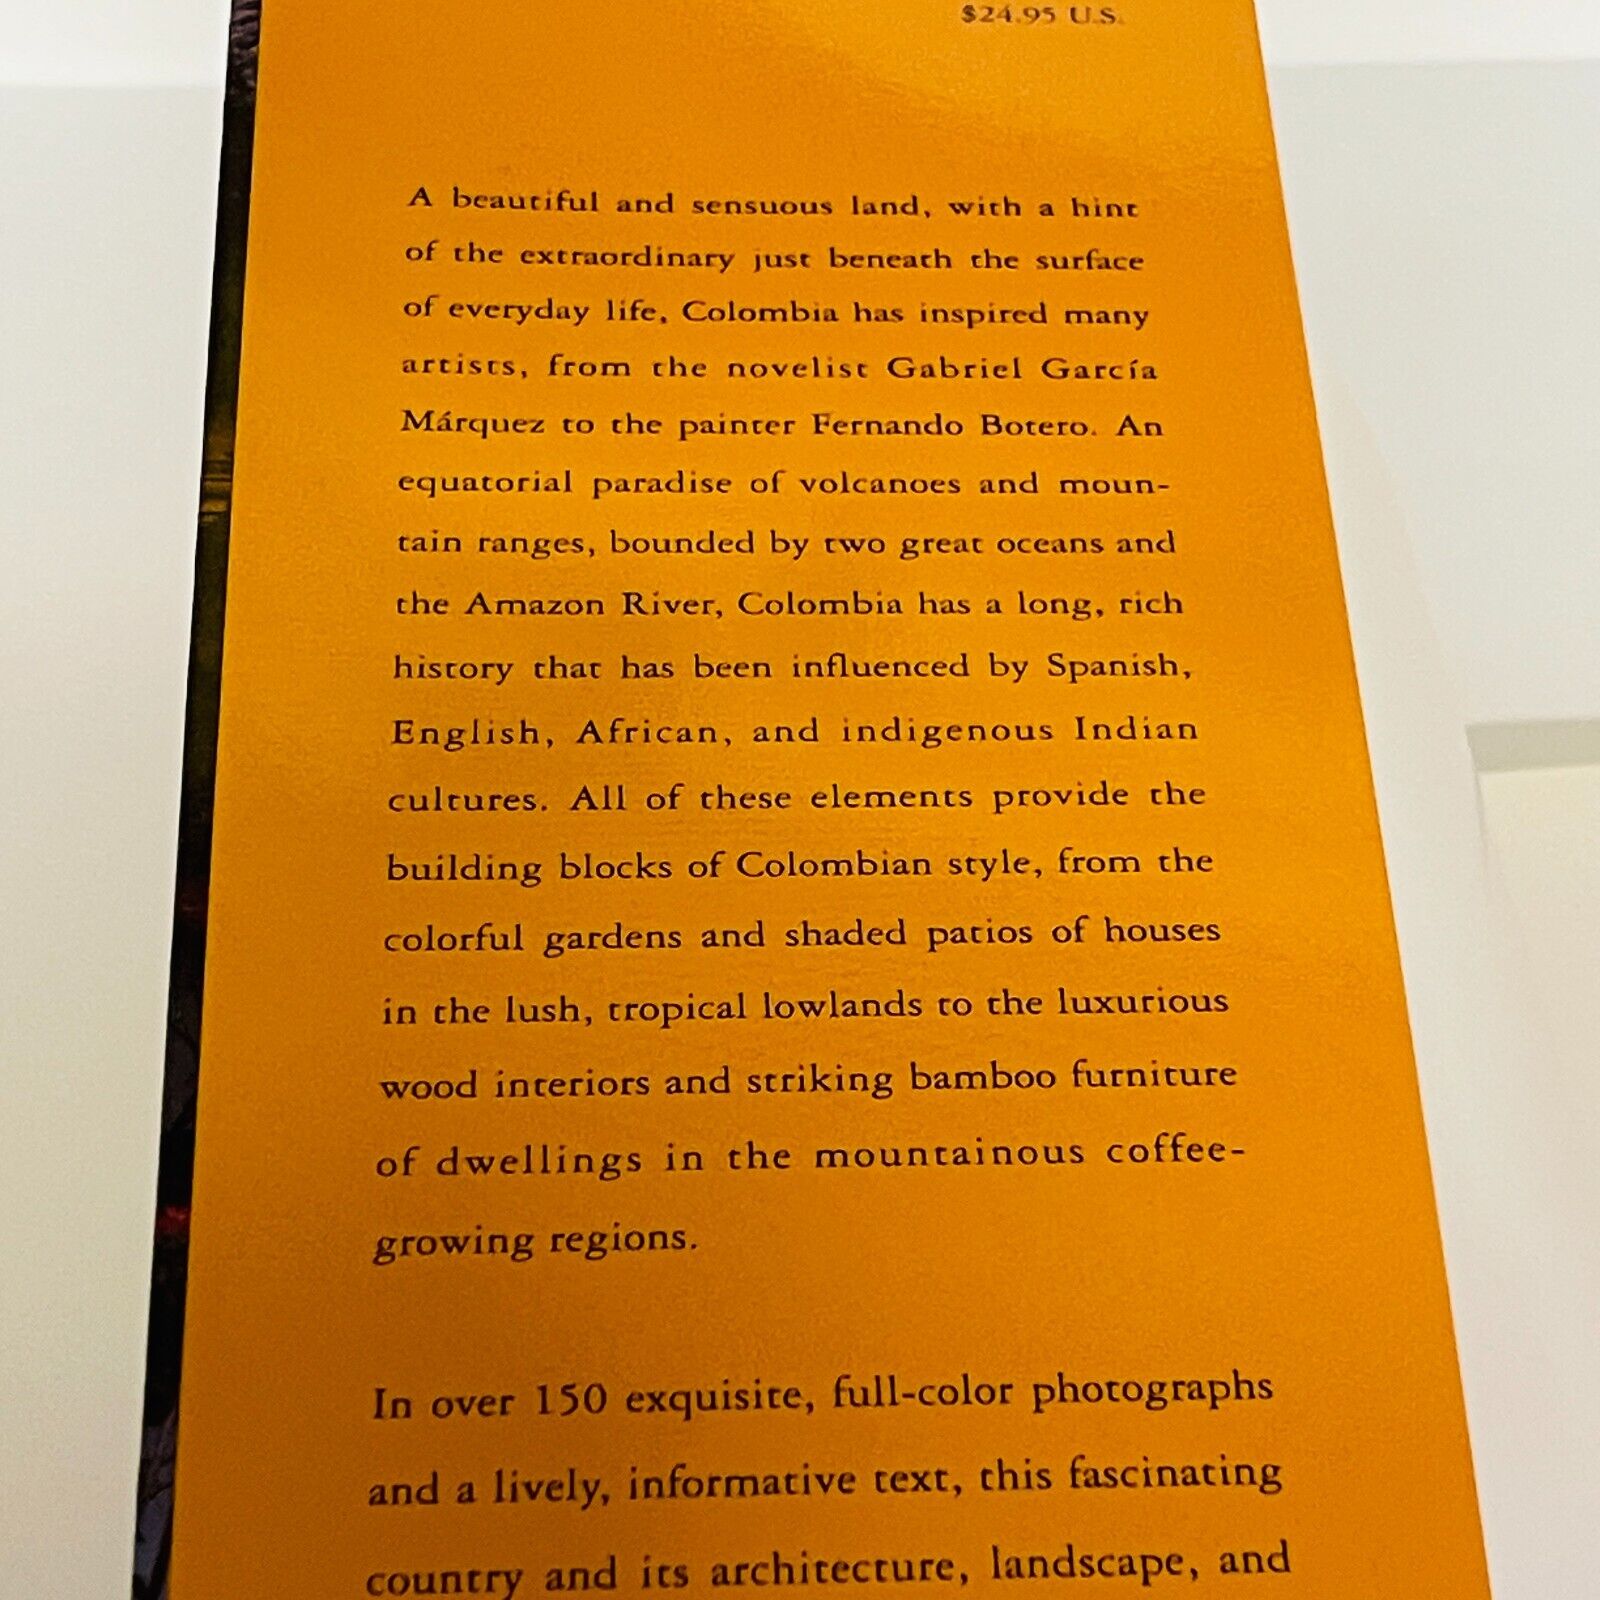 $24.95 U.S.
A beautiful and sensuous land, with a hint
of the extraordinary just beneath the surface
of everyday life, Colombia has inspired many
artists, from the novelist Gabriel García
Márquez to the painter Fernando Botero. An
equatorial paradise of volcanoes and moun-
tain ranges, bounded by two great oceans and
the Amazon River, Colombia has a long, rich
history that has been influenced by Spanish,
English, African, and indigenous Indian
cultures. All of these elements provide the
building blocks of Colombian style, from the
colorful gardens and shaded patios of houses
in the lush, tropical lowlands to the luxurious
wood interiors and striking bamboo furniture
of dwellings in the mountainous coffee-
growing regions.
In over 150 exquisite, full-color photographs
and a lively, informative text, this fascinating
country and its architecture, landscape, and